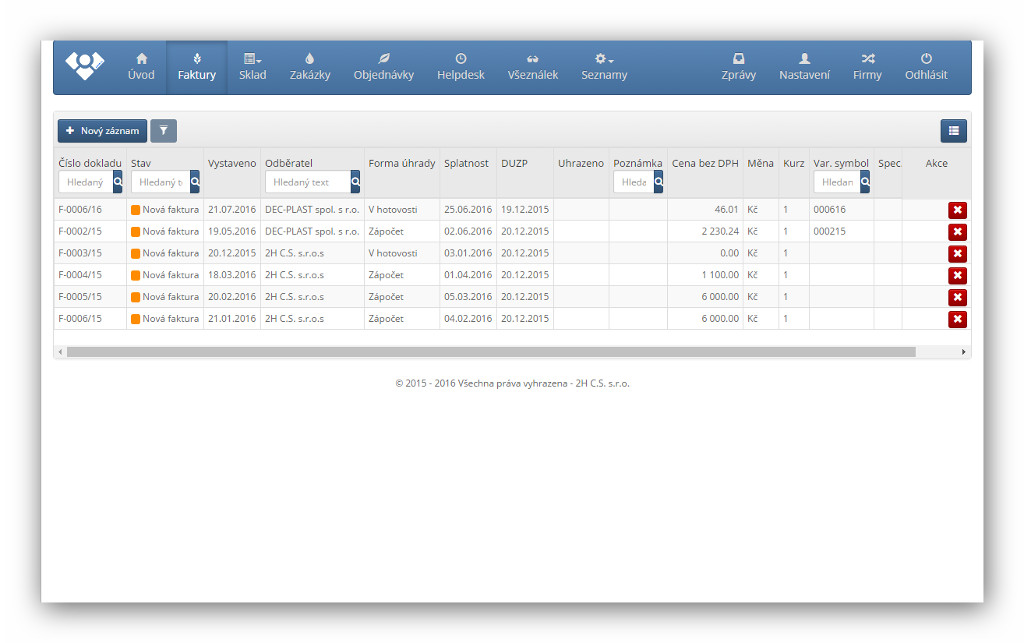 Úvod Faktury Sklad Zakázky Objednávky Helpdesk Všeználek Seznamy Zprávy Nastavení Firmy Odhlásit
Nový záznam
Číslo dokladu Stav Vystaveno Odběratel Forma úhrady Splatnost DUZP Uhrazeno Poznámka Cena bez DPH Měna Kurz Var. symbol Spec. Akce
Hledaný Hledaný t Hledaný text Hleda Hledan
F-0006/16 Nová faktura 21.07.2016 DEC-PLAST spol. s r.o. V hotovosti 25.06.2016 19.12.2015 46.01 Kč 1 000616
F-0002/15 Nová faktura 19.05.2016 DEC-PLAST spol. s r.o. Zápočet 02.06.2016 20.12.2015 2 230.24 Kč 1 000215
F-0003/15 Nová faktura 20.12.2015 2H C.S. s.r.o.s V hotovosti 03.01.2016 20.12.2015 0.00 Kč 1
F-0004/15 Nová faktura 18.03.2016 2H C.S. s.r.o.s Zápočet 01.04.2016 20.12.2015 1 100.00 Kč 1
F-0005/15 Nová faktura 20.02.2016 2H C.S. s.r.o.s Zápočet 05.03.2016 20.12.2015 6 000.00 Kč 1
F-0006/15 Nová faktura 21.01.2016 2H C.S. s.r.o.s Zápočet 04.02.2016 20.12.2015 6 000.00 Kč 1
© 2015 - 2016 Všechna práva vyhrazena - 2H C.S. s.r.o.